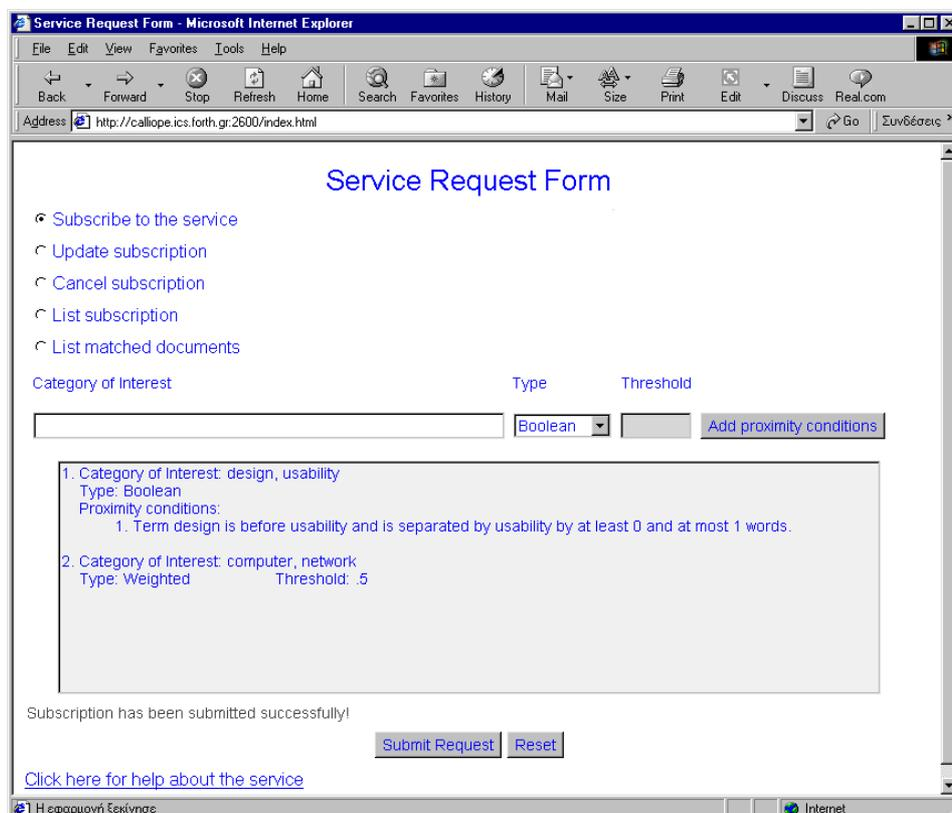 Service Request Form - Microsoft Internet Explorer
File Edit View Favorites Tools Help
Back Forward Stop Refresh Home Search Favorites History Mail Size Print Edit Discuss Real.com
Address http://calliope.ics.forth.gr:2600/index.html Go Συνδέσεις »
Service Request Form
Subscribe to the service
Update subscription
Cancel subscription
List subscription
List matched documents
Category of Interest Type Threshold
Boolean Add proximity conditions
1. Category of Interest: design, usability
Type: Boolean
Proximity conditions:
1. Term design is before usability and is separated by usability by at least 0 and at most 1 words.
2. Category of Interest: computer, network
Type: Weighted Threshold: .5
Subscription has been submitted successfully!
Submit Request Reset
Click here for help about the service
Η εφαρμογή ξεκίνησε Internet